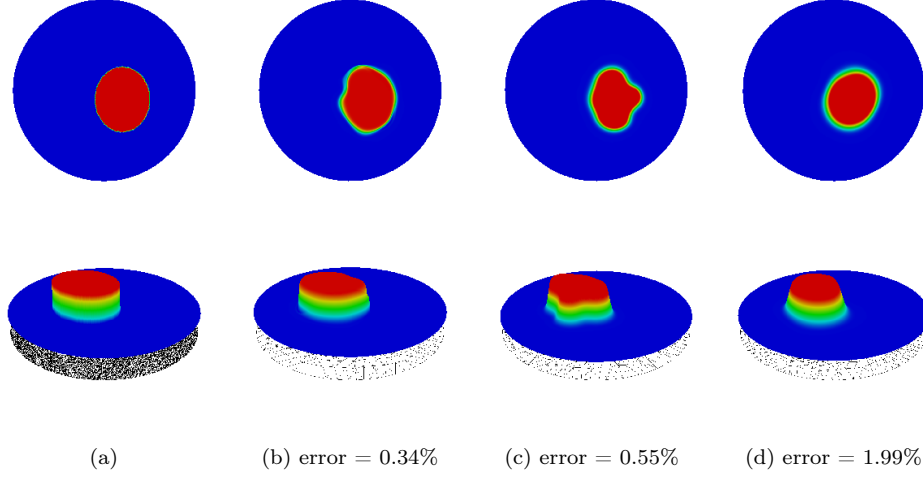 (a)
(b) error = 0.34%
(c) error = 0.55%
(d) error = 1.99%